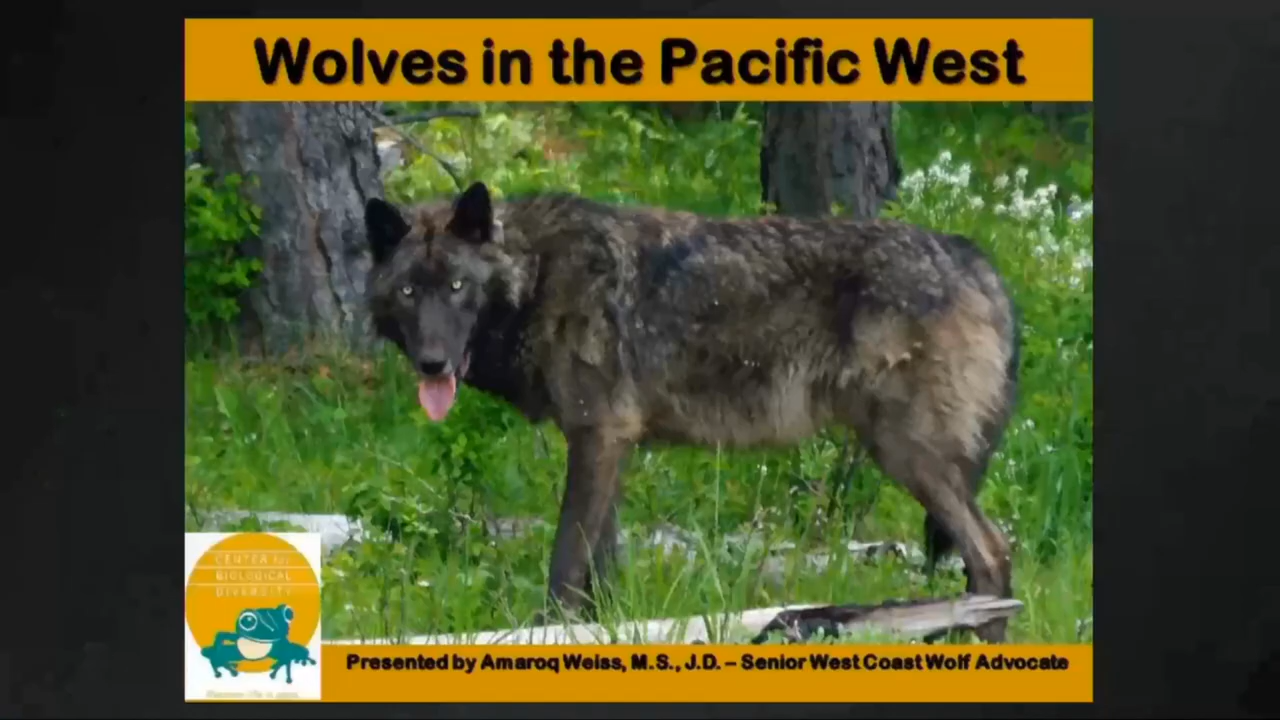 Wolves in the Pacific West
CENTER for
BIOLOGICAL
DIVERSITY
Presented by Amaroq Weiss, M.S., J.D. – Senior West Coast Wolf Advocate